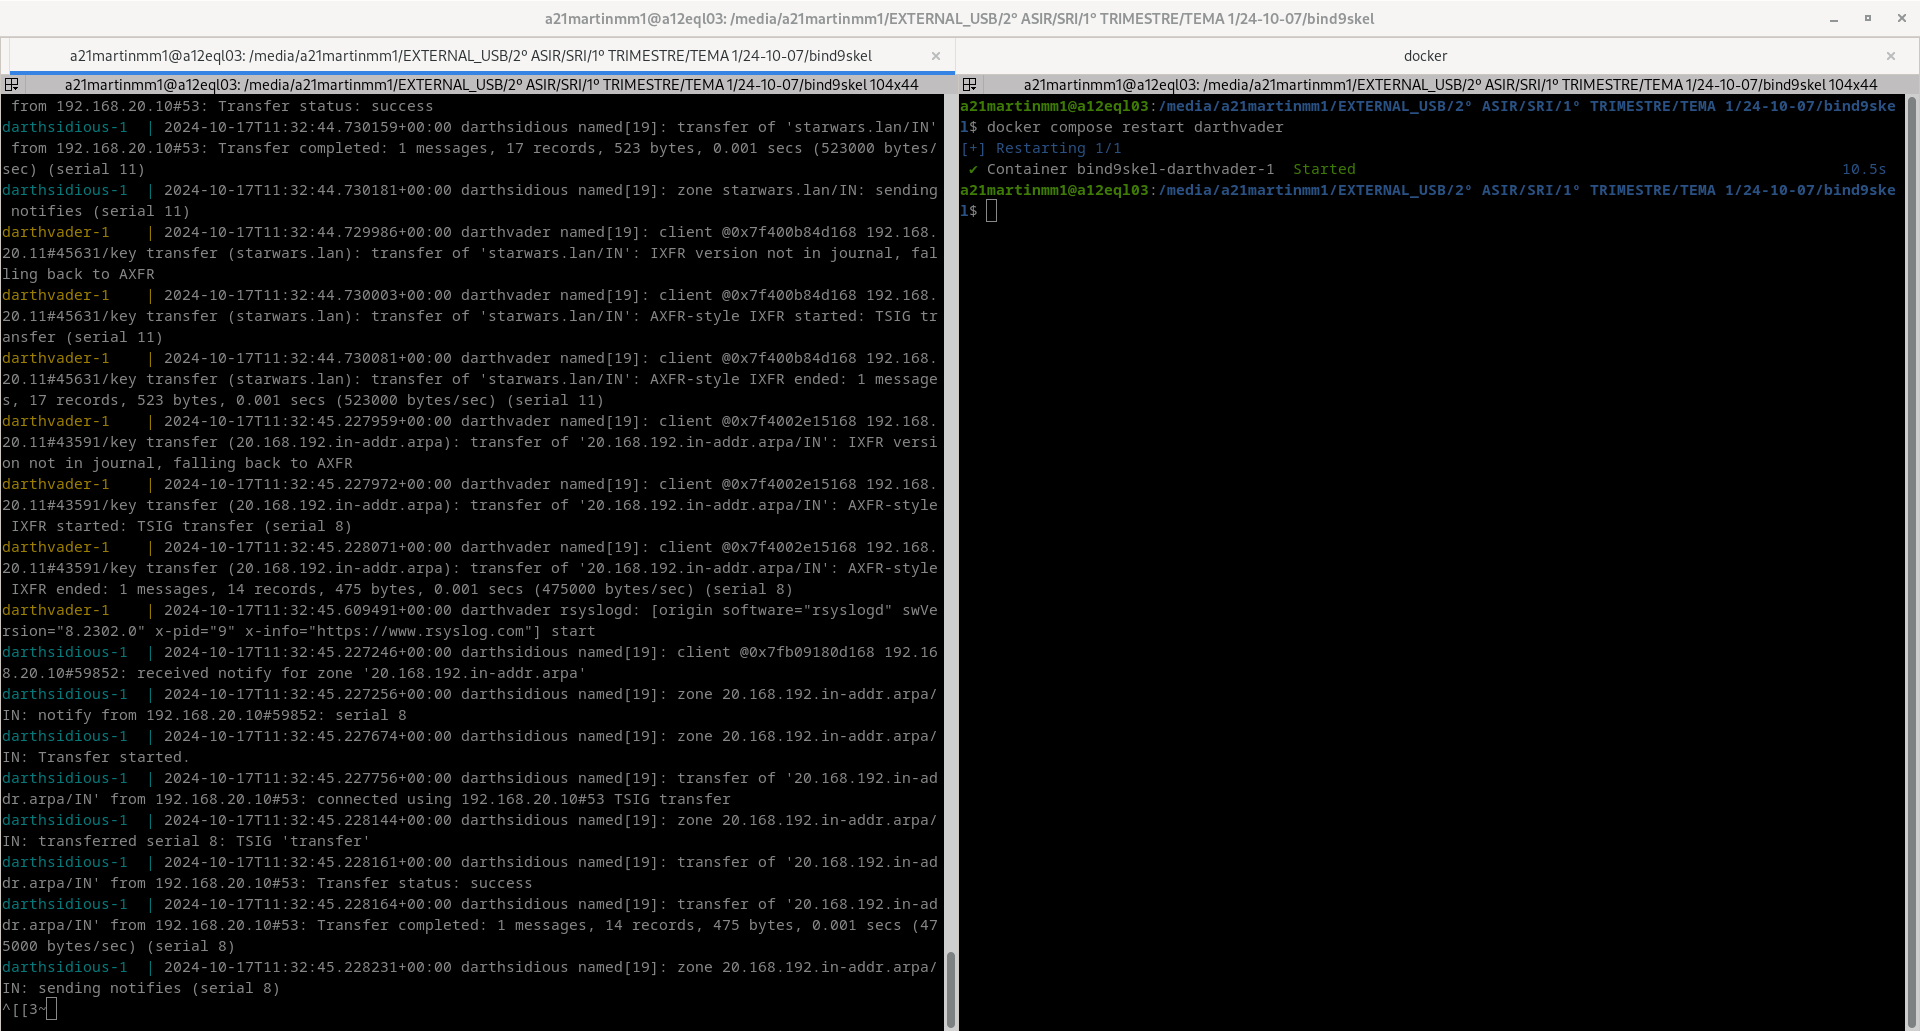 a21martinmm1@a12eql03: /media/a21martinmm1/EXTERNAL_USB/2º ASIR/SRI/1º TRIMESTRE/TEMA 1/24-10-07/bind9skel
a21martinmm1@a12eql03: /media/a21martinmm1/EXTERNAL_USB/2º ASIR/SRI/1º TRIMESTRE/TEMA 1/24-10-07/bind9skel
docker
a21martinmm1@a12eql03: /media/a21martinmm1/EXTERNAL_USB/2º ASIR/SRI/1º TRIMESTRE/TEMA 1/24-10-07/bind9skel 104x44
 from 192.168.20.10#53: Transfer status: success
darthsidious-1  | 2024-10-17T11:32:44.730159+00:00 darthsidious named[19]: transfer of 'starwars.lan/IN'
 from 192.168.20.10#53: Transfer completed: 1 messages, 17 records, 523 bytes, 0.001 secs (523000 bytes/
sec) (serial 11)
darthsidious-1  | 2024-10-17T11:32:44.730181+00:00 darthsidious named[19]: zone starwars.lan/IN: sending
 notifies (serial 11)
darthvader-1    | 2024-10-17T11:32:44.729986+00:00 darthvader named[19]: client @0x7f400b84d168 192.168.
20.11#45631/key transfer (starwars.lan): transfer of 'starwars.lan/IN': IXFR version not in journal, fal
ling back to AXFR
darthvader-1    | 2024-10-17T11:32:44.730003+00:00 darthvader named[19]: client @0x7f400b84d168 192.168.
20.11#45631/key transfer (starwars.lan): transfer of 'starwars.lan/IN': AXFR-style IXFR started: TSIG tr
ansfer (serial 11)
darthvader-1    | 2024-10-17T11:32:44.730081+00:00 darthvader named[19]: client @0x7f400b84d168 192.168.
20.11#45631/key transfer (starwars.lan): transfer of 'starwars.lan/IN': AXFR-style IXFR ended: 1 message
s, 17 records, 523 bytes, 0.001 secs (523000 bytes/sec) (serial 11)
darthvader-1    | 2024-10-17T11:32:45.227959+00:00 darthvader named[19]: client @0x7f4002e15168 192.168.
20.11#43591/key transfer (20.168.192.in-addr.arpa): transfer of '20.168.192.in-addr.arpa/IN': IXFR versi
on not in journal, falling back to AXFR
darthvader-1    | 2024-10-17T11:32:45.227972+00:00 darthvader named[19]: client @0x7f4002e15168 192.168.
20.11#43591/key transfer (20.168.192.in-addr.arpa): transfer of '20.168.192.in-addr.arpa/IN': AXFR-style
 IXFR started: TSIG transfer (serial 8)
darthvader-1    | 2024-10-17T11:32:45.228071+00:00 darthvader named[19]: client @0x7f4002e15168 192.168.
20.11#43591/key transfer (20.168.192.in-addr.arpa): transfer of '20.168.192.in-addr.arpa/IN': AXFR-style
 IXFR ended: 1 messages, 14 records, 475 bytes, 0.001 secs (475000 bytes/sec) (serial 8)
darthvader-1    | 2024-10-17T11:32:45.609491+00:00 darthvader rsyslogd: [origin software="rsyslogd" swVe
rsion="8.2302.0" x-pid="9" x-info="https://www.rsyslog.com"] start
darthsidious-1  | 2024-10-17T11:32:45.227246+00:00 darthsidious named[19]: client @0x7fb09180d168 192.16
8.20.10#59852: received notify for zone '20.168.192.in-addr.arpa'
darthsidious-1  | 2024-10-17T11:32:45.227256+00:00 darthsidious named[19]: zone 20.168.192.in-addr.arpa/
IN: notify from 192.168.20.10#59852: serial 8
darthsidious-1  | 2024-10-17T11:32:45.227674+00:00 darthsidious named[19]: zone 20.168.192.in-addr.arpa/
IN: Transfer started.
darthsidious-1  | 2024-10-17T11:32:45.227756+00:00 darthsidious named[19]: transfer of '20.168.192.in-ad
dr.arpa/IN' from 192.168.20.10#53: connected using 192.168.20.10#53 TSIG transfer
darthsidious-1  | 2024-10-17T11:32:45.228144+00:00 darthsidious named[19]: zone 20.168.192.in-addr.arpa/
IN: transferred serial 8: TSIG 'transfer'
darthsidious-1  | 2024-10-17T11:32:45.228161+00:00 darthsidious named[19]: transfer of '20.168.192.in-ad
dr.arpa/IN' from 192.168.20.10#53: Transfer status: success
darthsidious-1  | 2024-10-17T11:32:45.228164+00:00 darthsidious named[19]: transfer of '20.168.192.in-ad
dr.arpa/IN' from 192.168.20.10#53: Transfer completed: 1 messages, 14 records, 475 bytes, 0.001 secs (47
5000 bytes/sec) (serial 8)
darthsidious-1  | 2024-10-17T11:32:45.228231+00:00 darthsidious named[19]: zone 20.168.192.in-addr.arpa/
IN: sending notifies (serial 8)
^[[3~
a21martinmm1@a12eql03: /media/a21martinmm1/EXTERNAL_USB/2º ASIR/SRI/1º TRIMESTRE/TEMA 1/24-10-07/bind9skel 104x44
a21martinmm1@a12eql03:/media/a21martinmm1/EXTERNAL_USB/2º ASIR/SRI/1º TRIMESTRE/TEMA 1/24-10-07/bind9ske
l$ docker compose restart darthvader
[+] Restarting 1/1
 ✔ Container bind9skel-darthvader-1  Started 10.5s
a21martinmm1@a12eql03:/media/a21martinmm1/EXTERNAL_USB/2º ASIR/SRI/1º TRIMESTRE/TEMA 1/24-10-07/bind9ske
l$